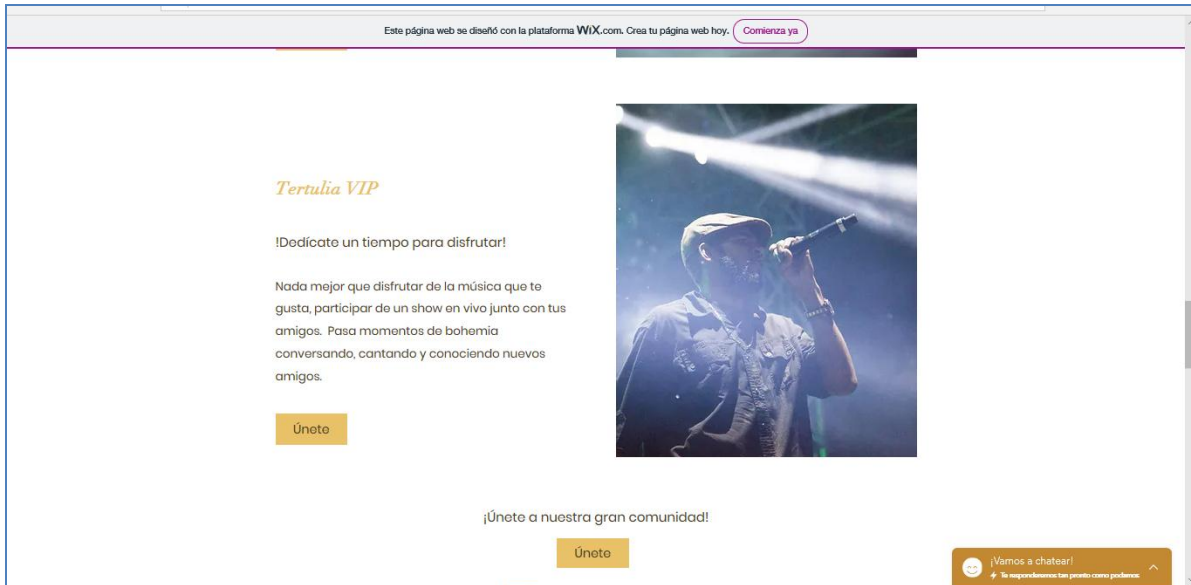 Este página web se diseñó con la plataforma WiX.com. Crea tu página web hoy. Comienza ya
Tertulia VIP
!Dedícate un tiempo para disfrutar!
Nada mejor que disfrutar de la música que te
gusta, participar de un show en vivo junto con tus
amigos. Pasa momentos de bohemia
conversando, cantando y conociendo nuevos
amigos.
Únete
¡Únete a nuestra gran comunidad!
Únete
¡Vamos a chatear!
Te responderemos tan pronto como podamos